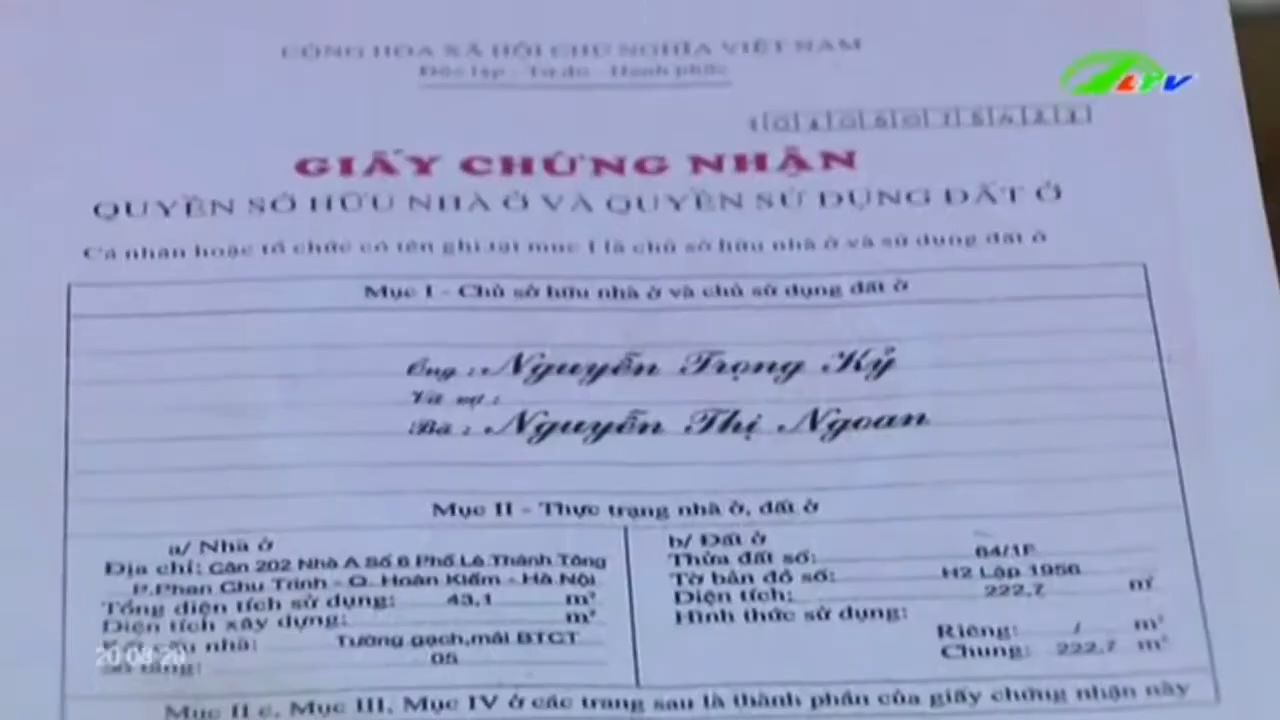 CỘNG HÒA XÃ HỘI CHỦ NGHĨA VIỆT NAM
Độc lập - Tự do - Hạnh phúc
LTV
GIẤY CHỨNG NHẬN
QUYỀN SỞ HỮU NHÀ Ở VÀ QUYỀN SỬ DỤNG ĐẤT Ở
Cá nhân hoặc tổ chức có tên ghi tại mục I là chủ sở hữu nhà ở và sử dụng đất ở
Mục I - Chủ sở hữu nhà ở và chủ sử dụng đất ở
Ông : Nguyễn Trọng Kỷ
Và vợ :
Bà : Nguyễn Thị Ngoan
Mục II - Thực trạng nhà ở, đất ở
a/ Nhà ở
Địa chỉ: Căn 202 Nhà A Số 6 Phố Lê Thánh Tông
P.Phan Chu Trinh - Q. Hoàn Kiếm - Hà Nội
Tổng diện tích sử dụng: 43,1 m²
Diện tích xây dựng: m²
nhà: Tường gạch,mái BTCT
Số tầng: 05
b/ Đất ở
Thửa đất số: 64/1F
Tờ bản đồ số: H2 Lập 1956
Diện tích: 222,7 m²
Hình thức sử dụng:
Riêng: / m²
Chung: 222,7 m²
20:08:20
Mục II c, Mục III, Mục IV ở các trang sau là thành phần của giấy chứng nhận này